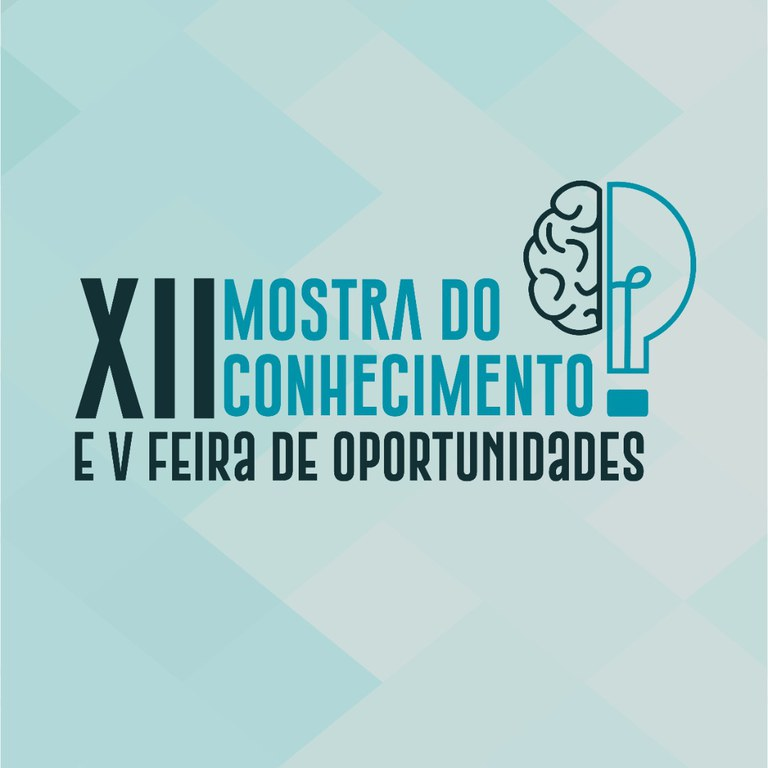 XII MOSTRA DO
CONHECIMENTO
E V FEIRA DE OPORTUNIDADES